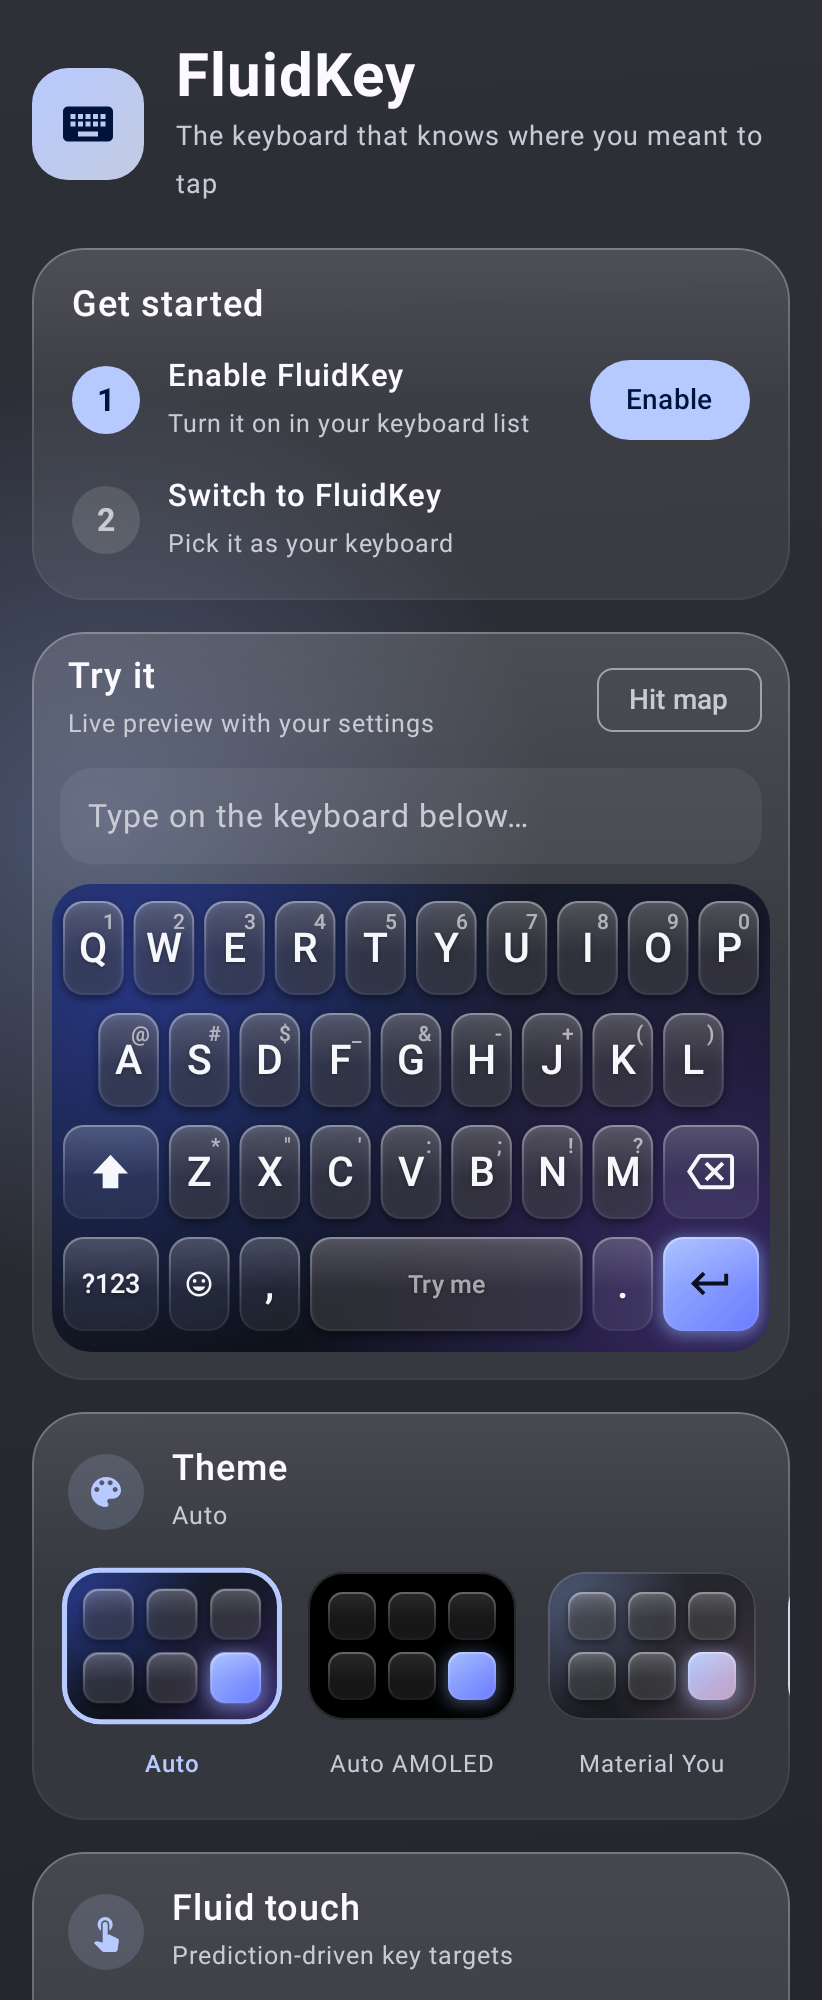 FluidKey
The keyboard that knows where you meant to
tap
Get started
1
Enable FluidKey
Turn it on in your keyboard list
Enable
2
Switch to FluidKey
Pick it as your keyboard
Try it
Live preview with your settings
Hit map
Type on the keyboard below...
1 2 3 4 5 6 7 8 9 0
Q W E R T Y U I O P
@ # $ _ & - + ( )
A S D F G H J K L
* " ' : ; ! ?
Z X C V B N M
?123 , Try me .
Theme
Auto
Auto Auto AMOLED Material You
Fluid touch
Prediction-driven key targets